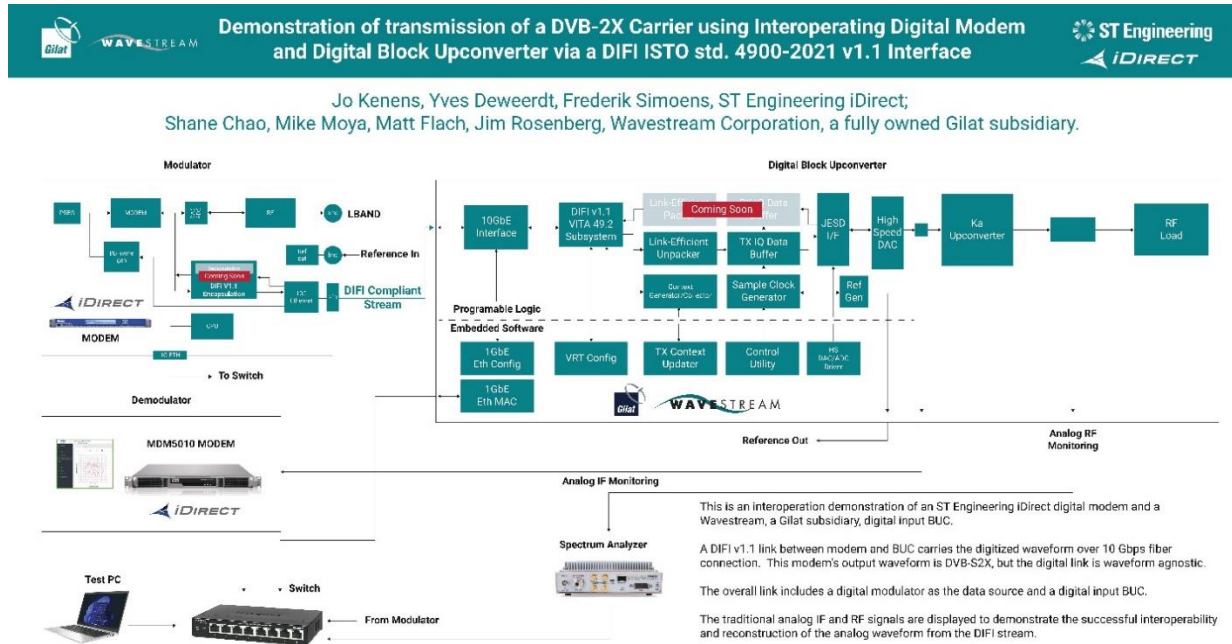 Gilat
WAVESTREAM
Demonstration of transmission of a DVB-2X Carrier using Interoperating Digital Modem
and Digital Block Upconverter via a DIFI ISTO std. 4900-2021 v1.1 Interface
ST Engineering
iDIRECT
Jo Kenens, Yves Deweerdt, Frederik Simoens, ST Engineering iDirect;
Shane Chao, Mike Moya, Matt Flach, Jim Rosenberg, Wavestream Corporation, a fully owned Gilat subsidiary.
Modulator
MODEM
RF
LBAND
Ref
Reference In
Coming Soon
DIFI V1.1
Encapsulation
Ethernet
DIFI Compliant
Stream
iDIRECT
MODEM
CPU
To Switch
Digital Block Upconverter
10GbE
Interface
DIFI v1.1
VITA 49.2
Subsystem
Coming Soon
Link-Efficient
Unpacker
TX IQ Data
Buffer
JESD
I/F
High
Speed
DAC
Ka
Upconverter
RF
Load
Context
Generator/Collector
Sample Clock
Generator
Ref
Gen
Programable Logic
Embedded Software
1GbE
Eth Config
VRT Config
TX Context
Updater
Control
Utility
HS
DAC/ADC
Driver
1GbE
Eth MAC
Gilat
WAVESTREAM
Reference Out
Analog RF
Monitoring
Demodulator
MDM5010 MODEM
iDIRECT
Analog IF Monitoring
Spectrum Analyzer
Test PC
Switch
From Modulator
This is an interoperation demonstration of an ST Engineering iDirect digital modem and a
Wavestream, a Gilat subsidiary, digital input BUC.
A DIFI v1.1 link between modem and BUC carries the digitized waveform over 10 Gbps fiber
connection. This modem's output waveform is DVB-S2X, but the digital link is waveform agnostic.
The overall link includes a digital modulator as the data source and a digital input BUC.
The traditional analog IF and RF signals are displayed to demonstrate the successful interoperability
and reconstruction of the analog waveform from the DIFI stream.